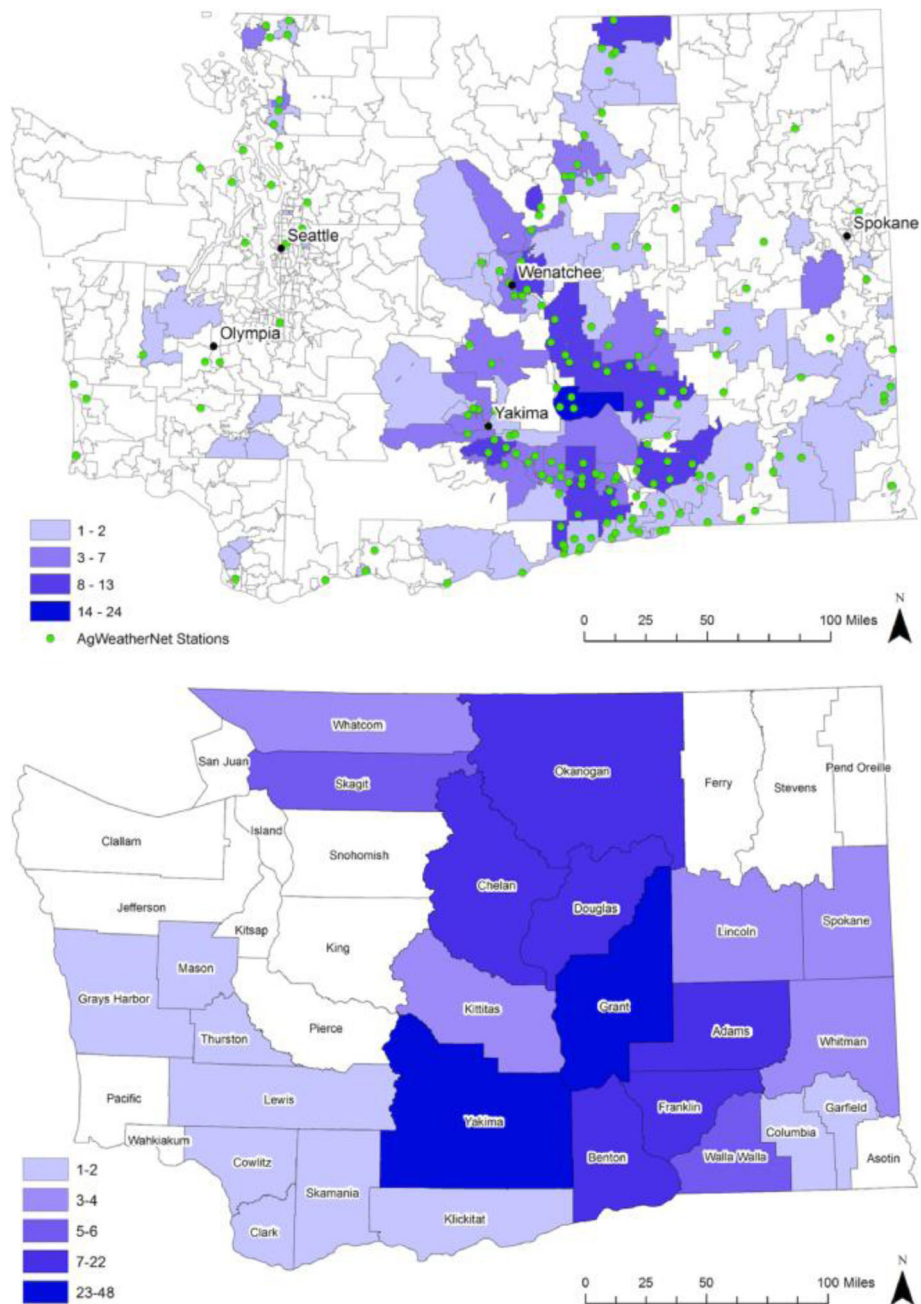 Spokane
Seattle
Wenatchee
Olympia
Yakima
1 - 2
3 - 7
8 - 13
14 - 24
AgWeatherNet Stations
N
0 25 50 100 Miles
Whatcom
San Juan
Skagit
Okanogan
Ferry
Stevens
Pend Oreille
Island
Clallam
Snohomish
Chelan
Jefferson
Douglas
Kitsap
King
Lincoln
Spokane
Mason
Grays Harbor
Kittitas
Grant
Pierce
Thurston
Adams
Whitman
Pacific
Lewis
Yakima
Franklin
Garfield
Columbia
Wahkiakum
Benton
Walla Walla
Asotin
Cowlitz
Skamania
Clark
Klickitat
1-2
3-4
5-6
7-22
23-48
N
0 25 50 100 Miles